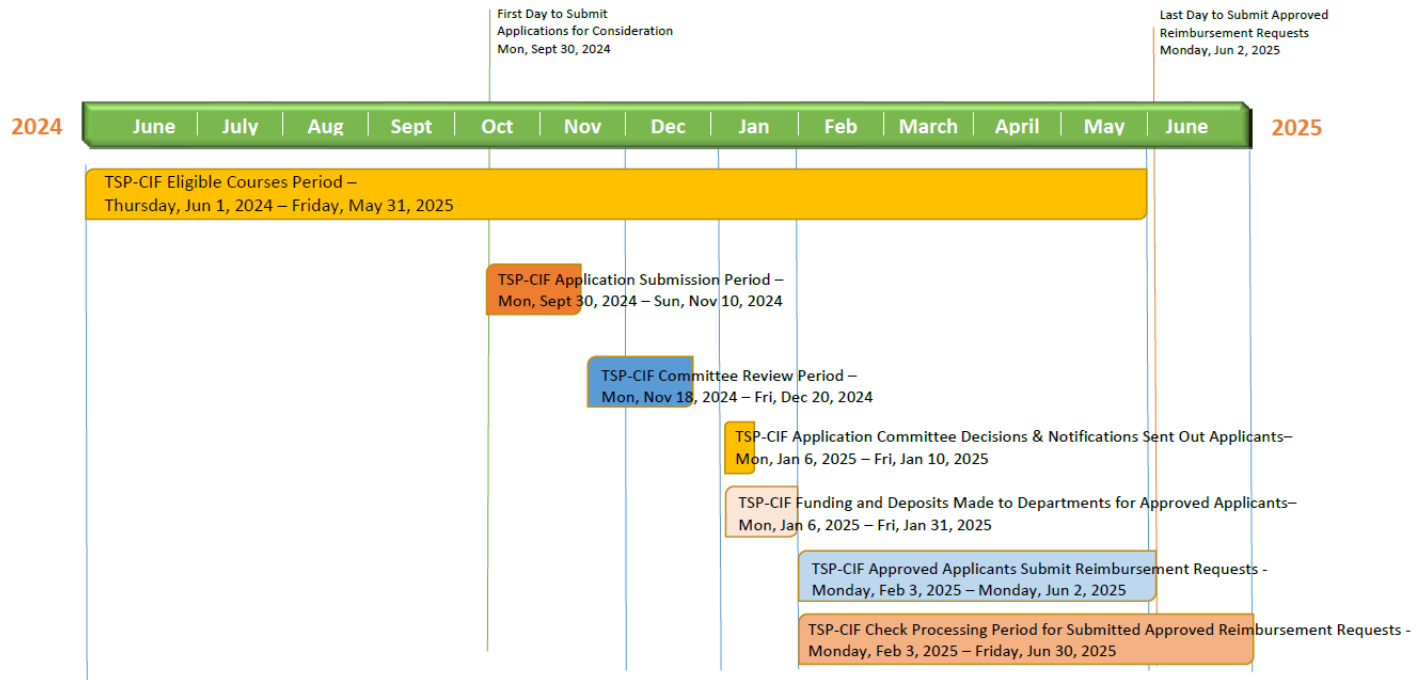 First Day to Submit
Applications for Consideration
Mon, Sept 30, 2024
Last Day to Submit Approved
Reimbursement Requests
Monday, Jun 2, 2025
2024 June July Aug Sept Oct Nov Dec Jan Feb March April May June 2025
TSP-CIF Eligible Courses Period –
Thursday, Jun 1, 2024 – Friday, May 31, 2025
TSP-CIF Application Submission Period –
Mon, Sept 30, 2024 – Sun, Nov 10, 2024
TSP-CIF Committee Review Period –
Mon, Nov 18, 2024 – Fri, Dec 20, 2024
TSP-CIF Application Committee Decisions & Notifications Sent Out Applicants–
Mon, Jan 6, 2025 – Fri, Jan 10, 2025
TSP-CIF Funding and Deposits Made to Departments for Approved Applicants–
Mon, Jan 6, 2025 – Fri, Jan 31, 2025
TSP-CIF Approved Applicants Submit Reimbursement Requests -
Monday, Feb 3, 2025 – Monday, Jun 2, 2025
TSP-CIF Check Processing Period for Submitted Approved Reimbursement Requests -
Monday, Feb 3, 2025 – Friday, Jun 30, 2025